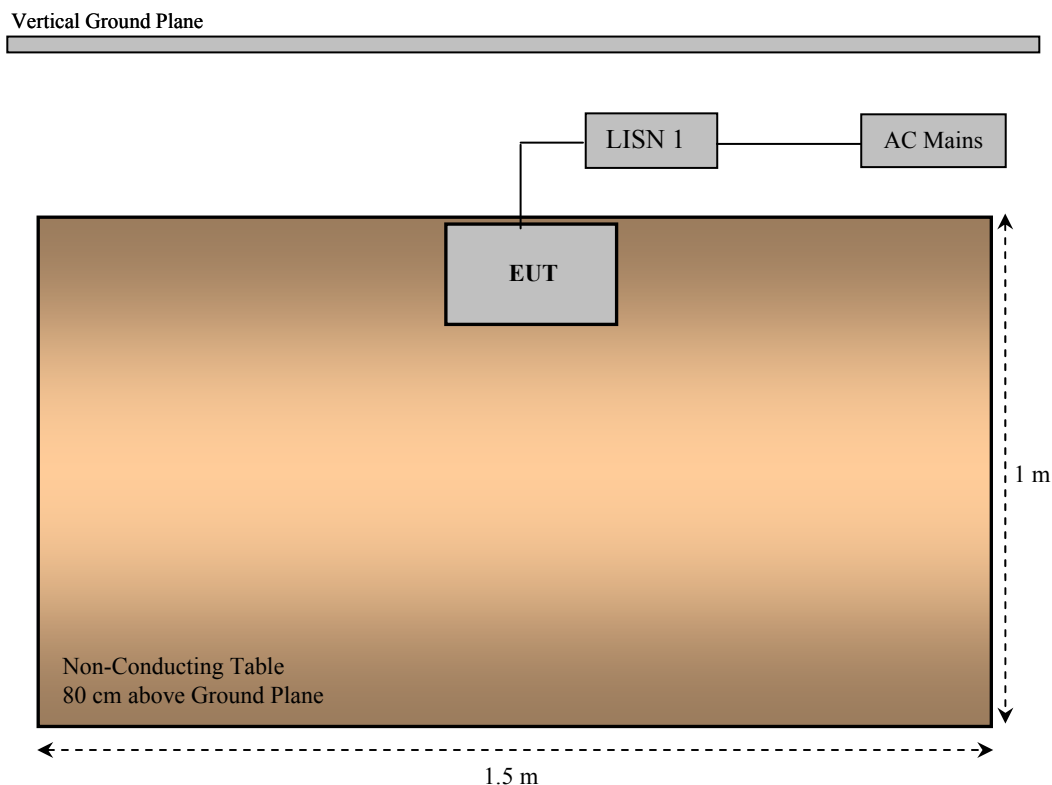 Vertical Ground Plane
LISN 1
AC Mains
EUT
1 m
Non-Conducting Table
80 cm above Ground Plane
1.5 m